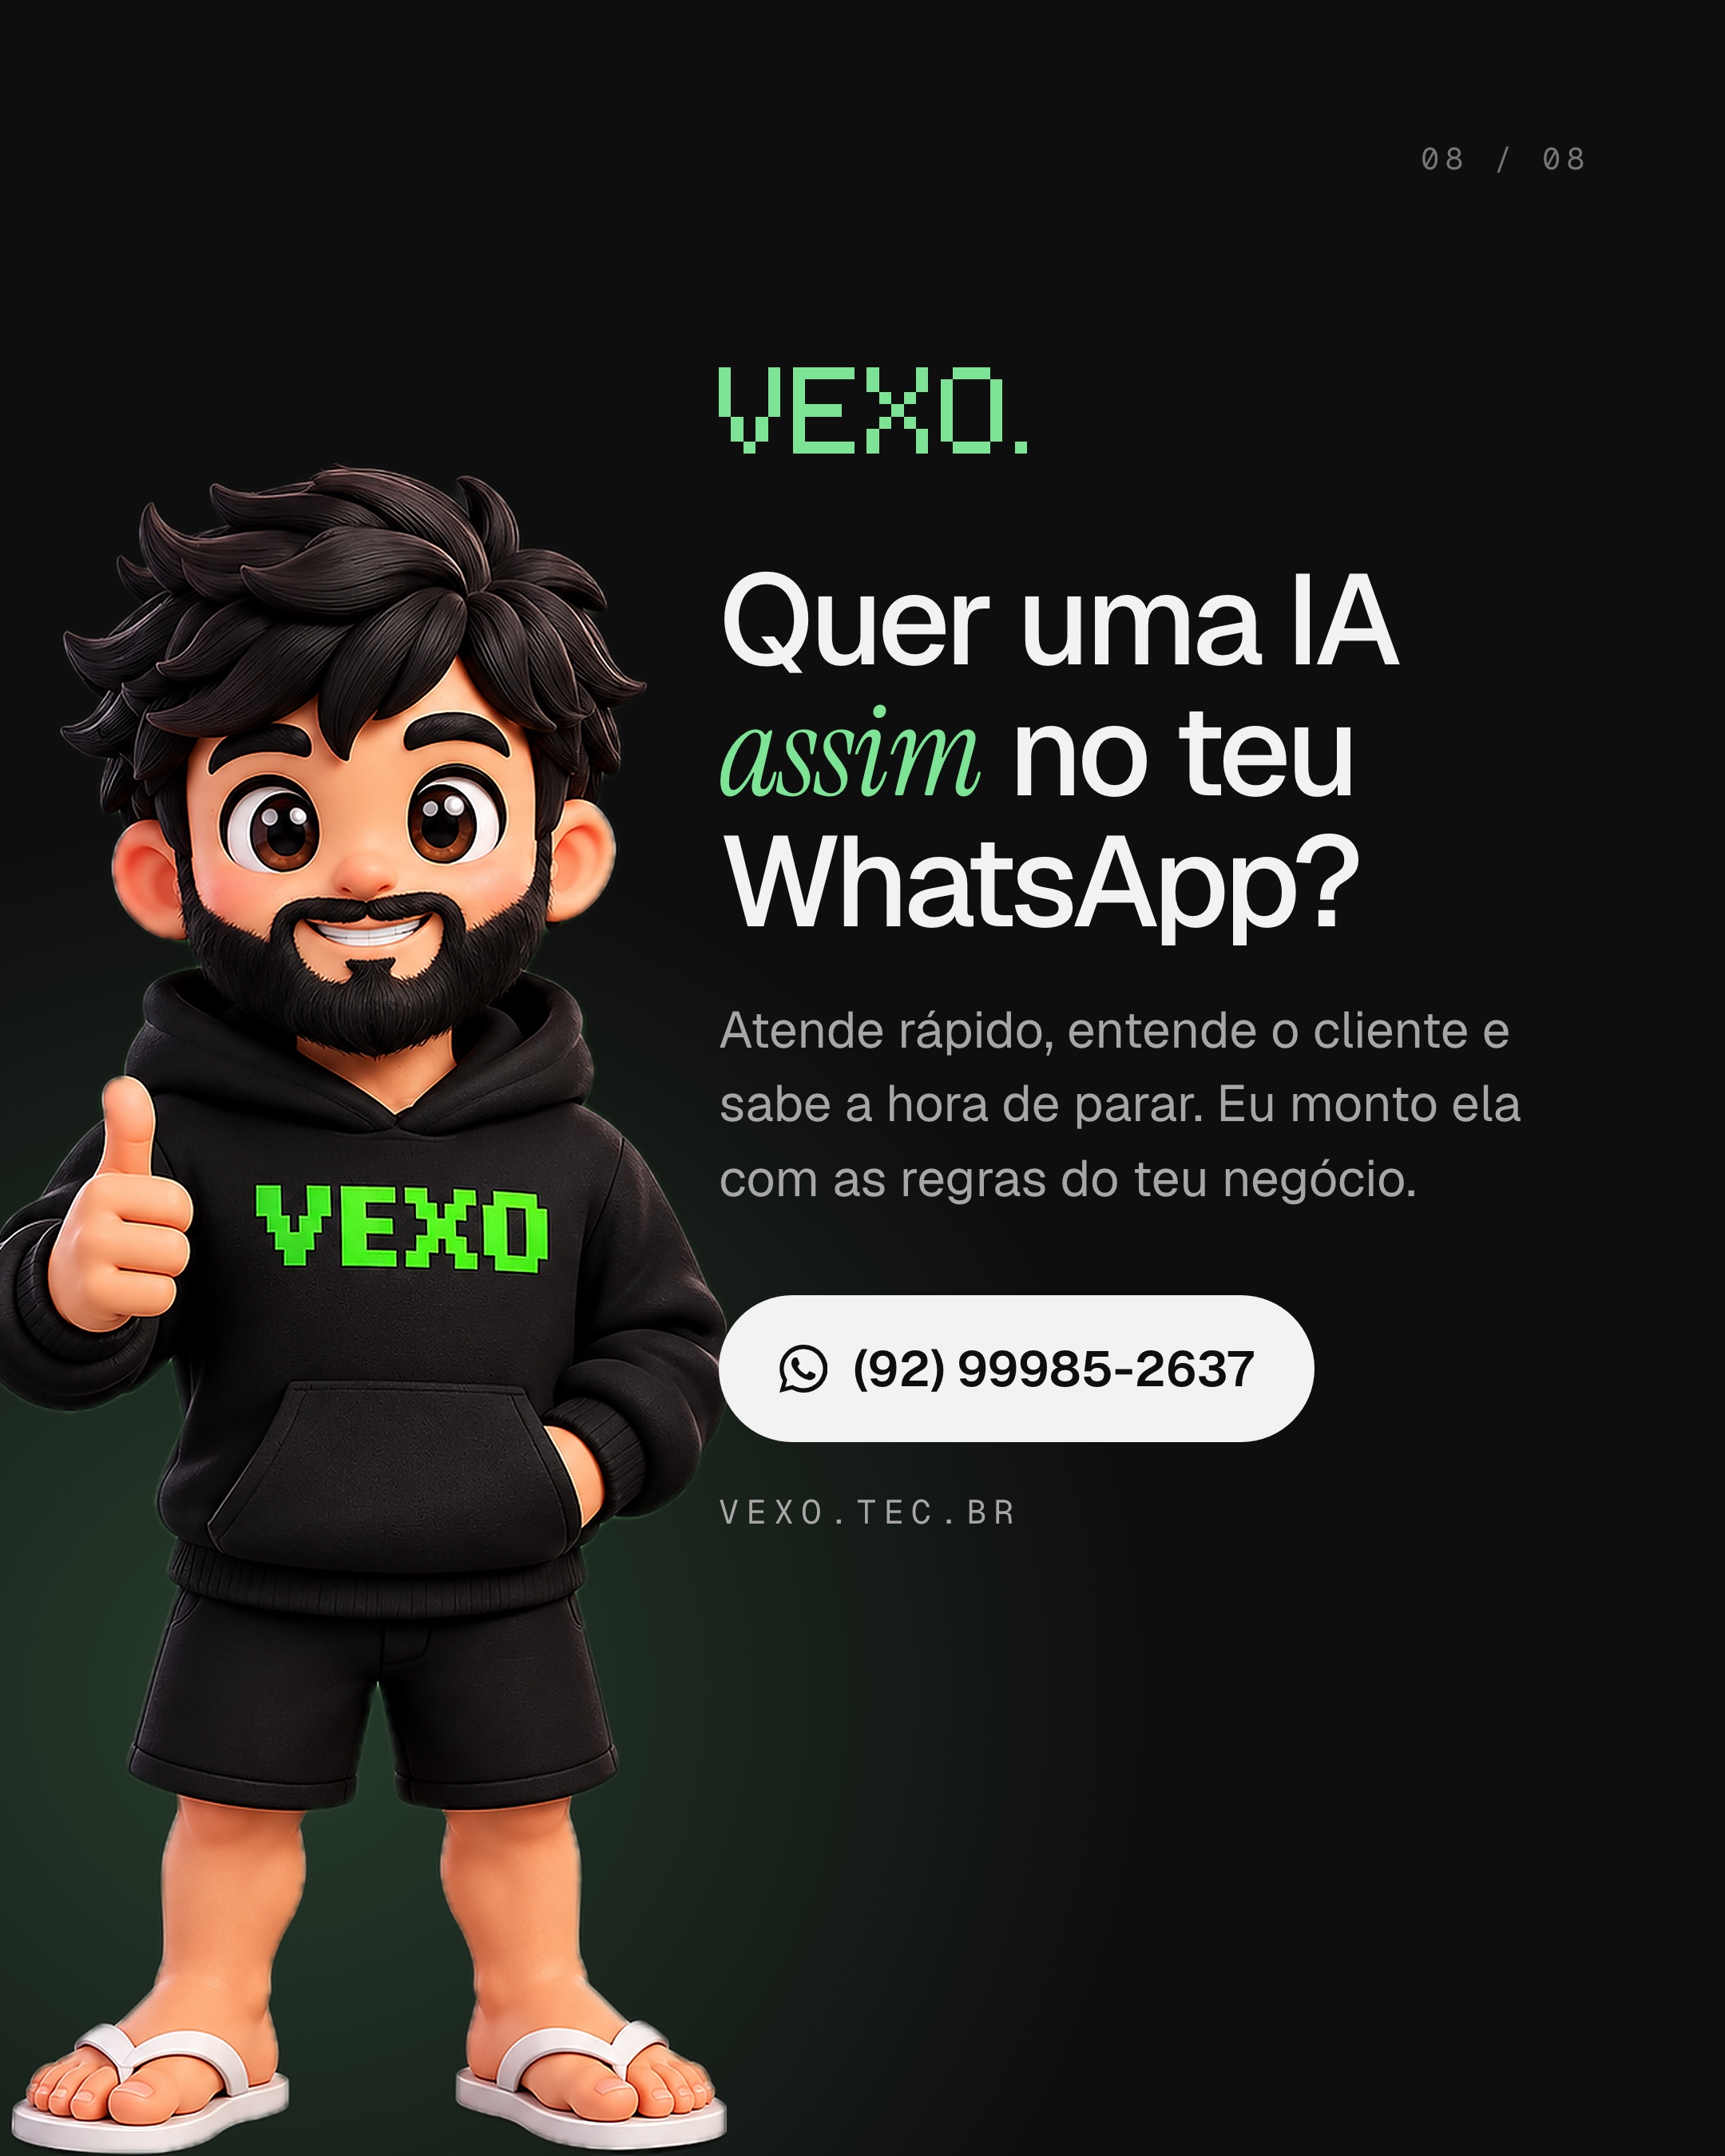 08 / 08
VEXO.
Quer uma IA
assim no teu
WhatsApp?
Atende rápido, entende o cliente e
sabe a hora de parar. Eu monto ela
com as regras do teu negócio.
VEXO
(92) 99985-2637
VEXO.TEC.BR